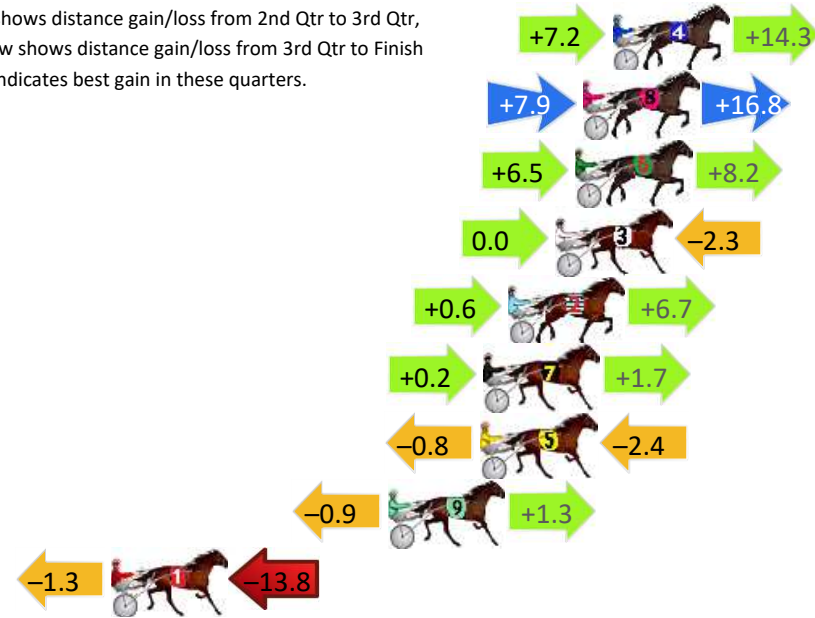 hows distance gain/loss from 2nd Qtr to 3rd Qtr,
w shows distance gain/loss from 3rd Qtr to Finish
ndicates best gain in these quarters.
+7.2 4 +14.3
+7.9 8 +16.8
+6.5 6 +8.2
0.0 3 –2.3
+0.6 2 +6.7
+0.2 7 +1.7
–0.8 5 –2.4
–0.9 9 +1.3
–1.3 1 –13.8